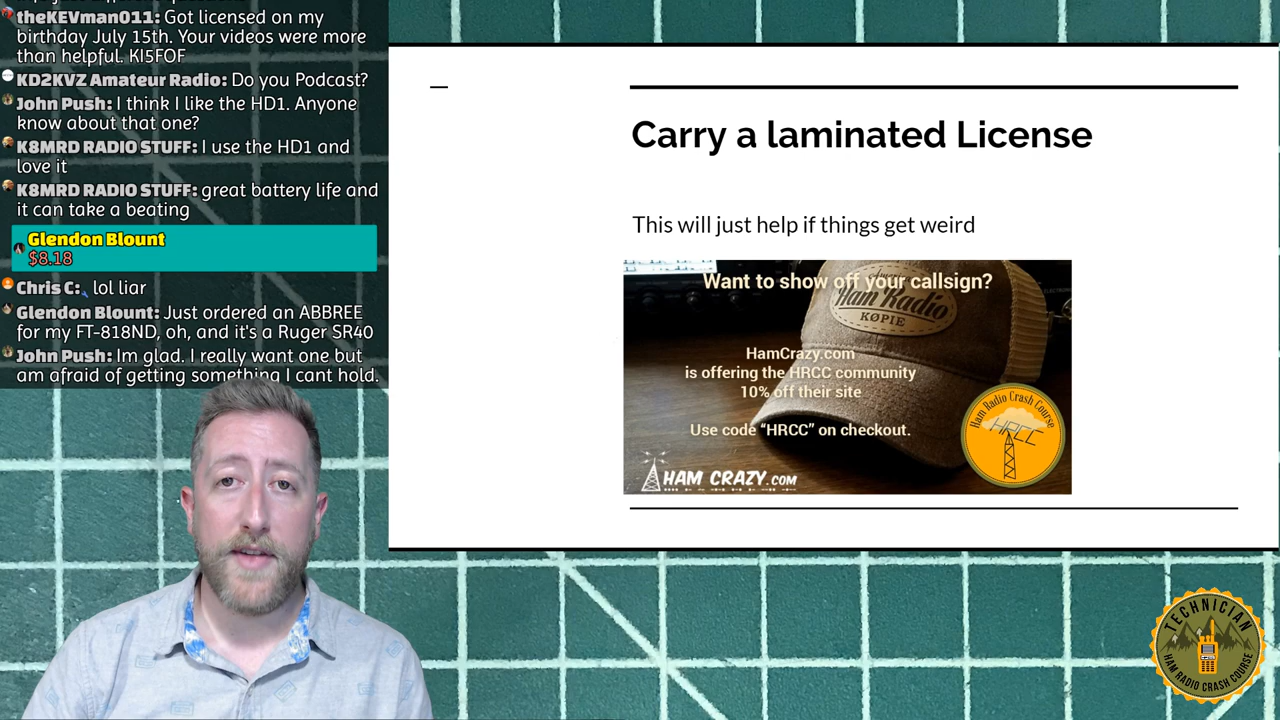 theKEVman011: Got licensed on my
birthday July 15th. Your videos were more
than helpful. KI5FOF
KD2KVZ Amateur Radio: Do you Podcast?
John Push: I think I like the HD1. Anyone
know about that one?
K8MRD RADIO STUFF: I use the HD1 and
love it
K8MRD RADIO STUFF: great battery life and
it can take a beating
Glendon Blount
$8.18
Chris C: lol liar
Glendon Blount: Just ordered an ABBREE
for my FT-818ND, oh, and it's a Ruger SR40
John Push: Im glad. I really want one but
am afraid of getting something I cant hold.
Carry a laminated License
This will just help if things get weird
Want to show off your callsign?
Ham Radio
KØPIE
HamCrazy.com
is offering the HRCC community
10% off their site
Use code “HRCC” on checkout.
HAM CRAZY.COM
Ham Radio Crash Course
HRCC
TECHNICIAN
HAM RADIO CRASH COURSE